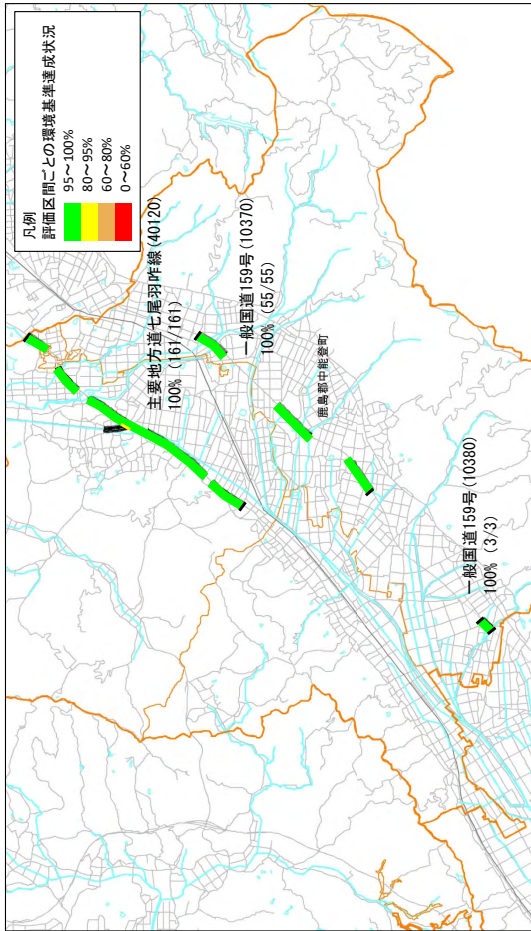 凡例
評価区間ごとの環境基準達成状況
95～100%
80～95%
60～80%
0～60%
主要地方道七尾羽咋線(40120)
100% (161/161)
一般国道159号(10370)
100% (55/55)
鹿島郡中能登町
一般国道159号(10380)
100% (3/3)